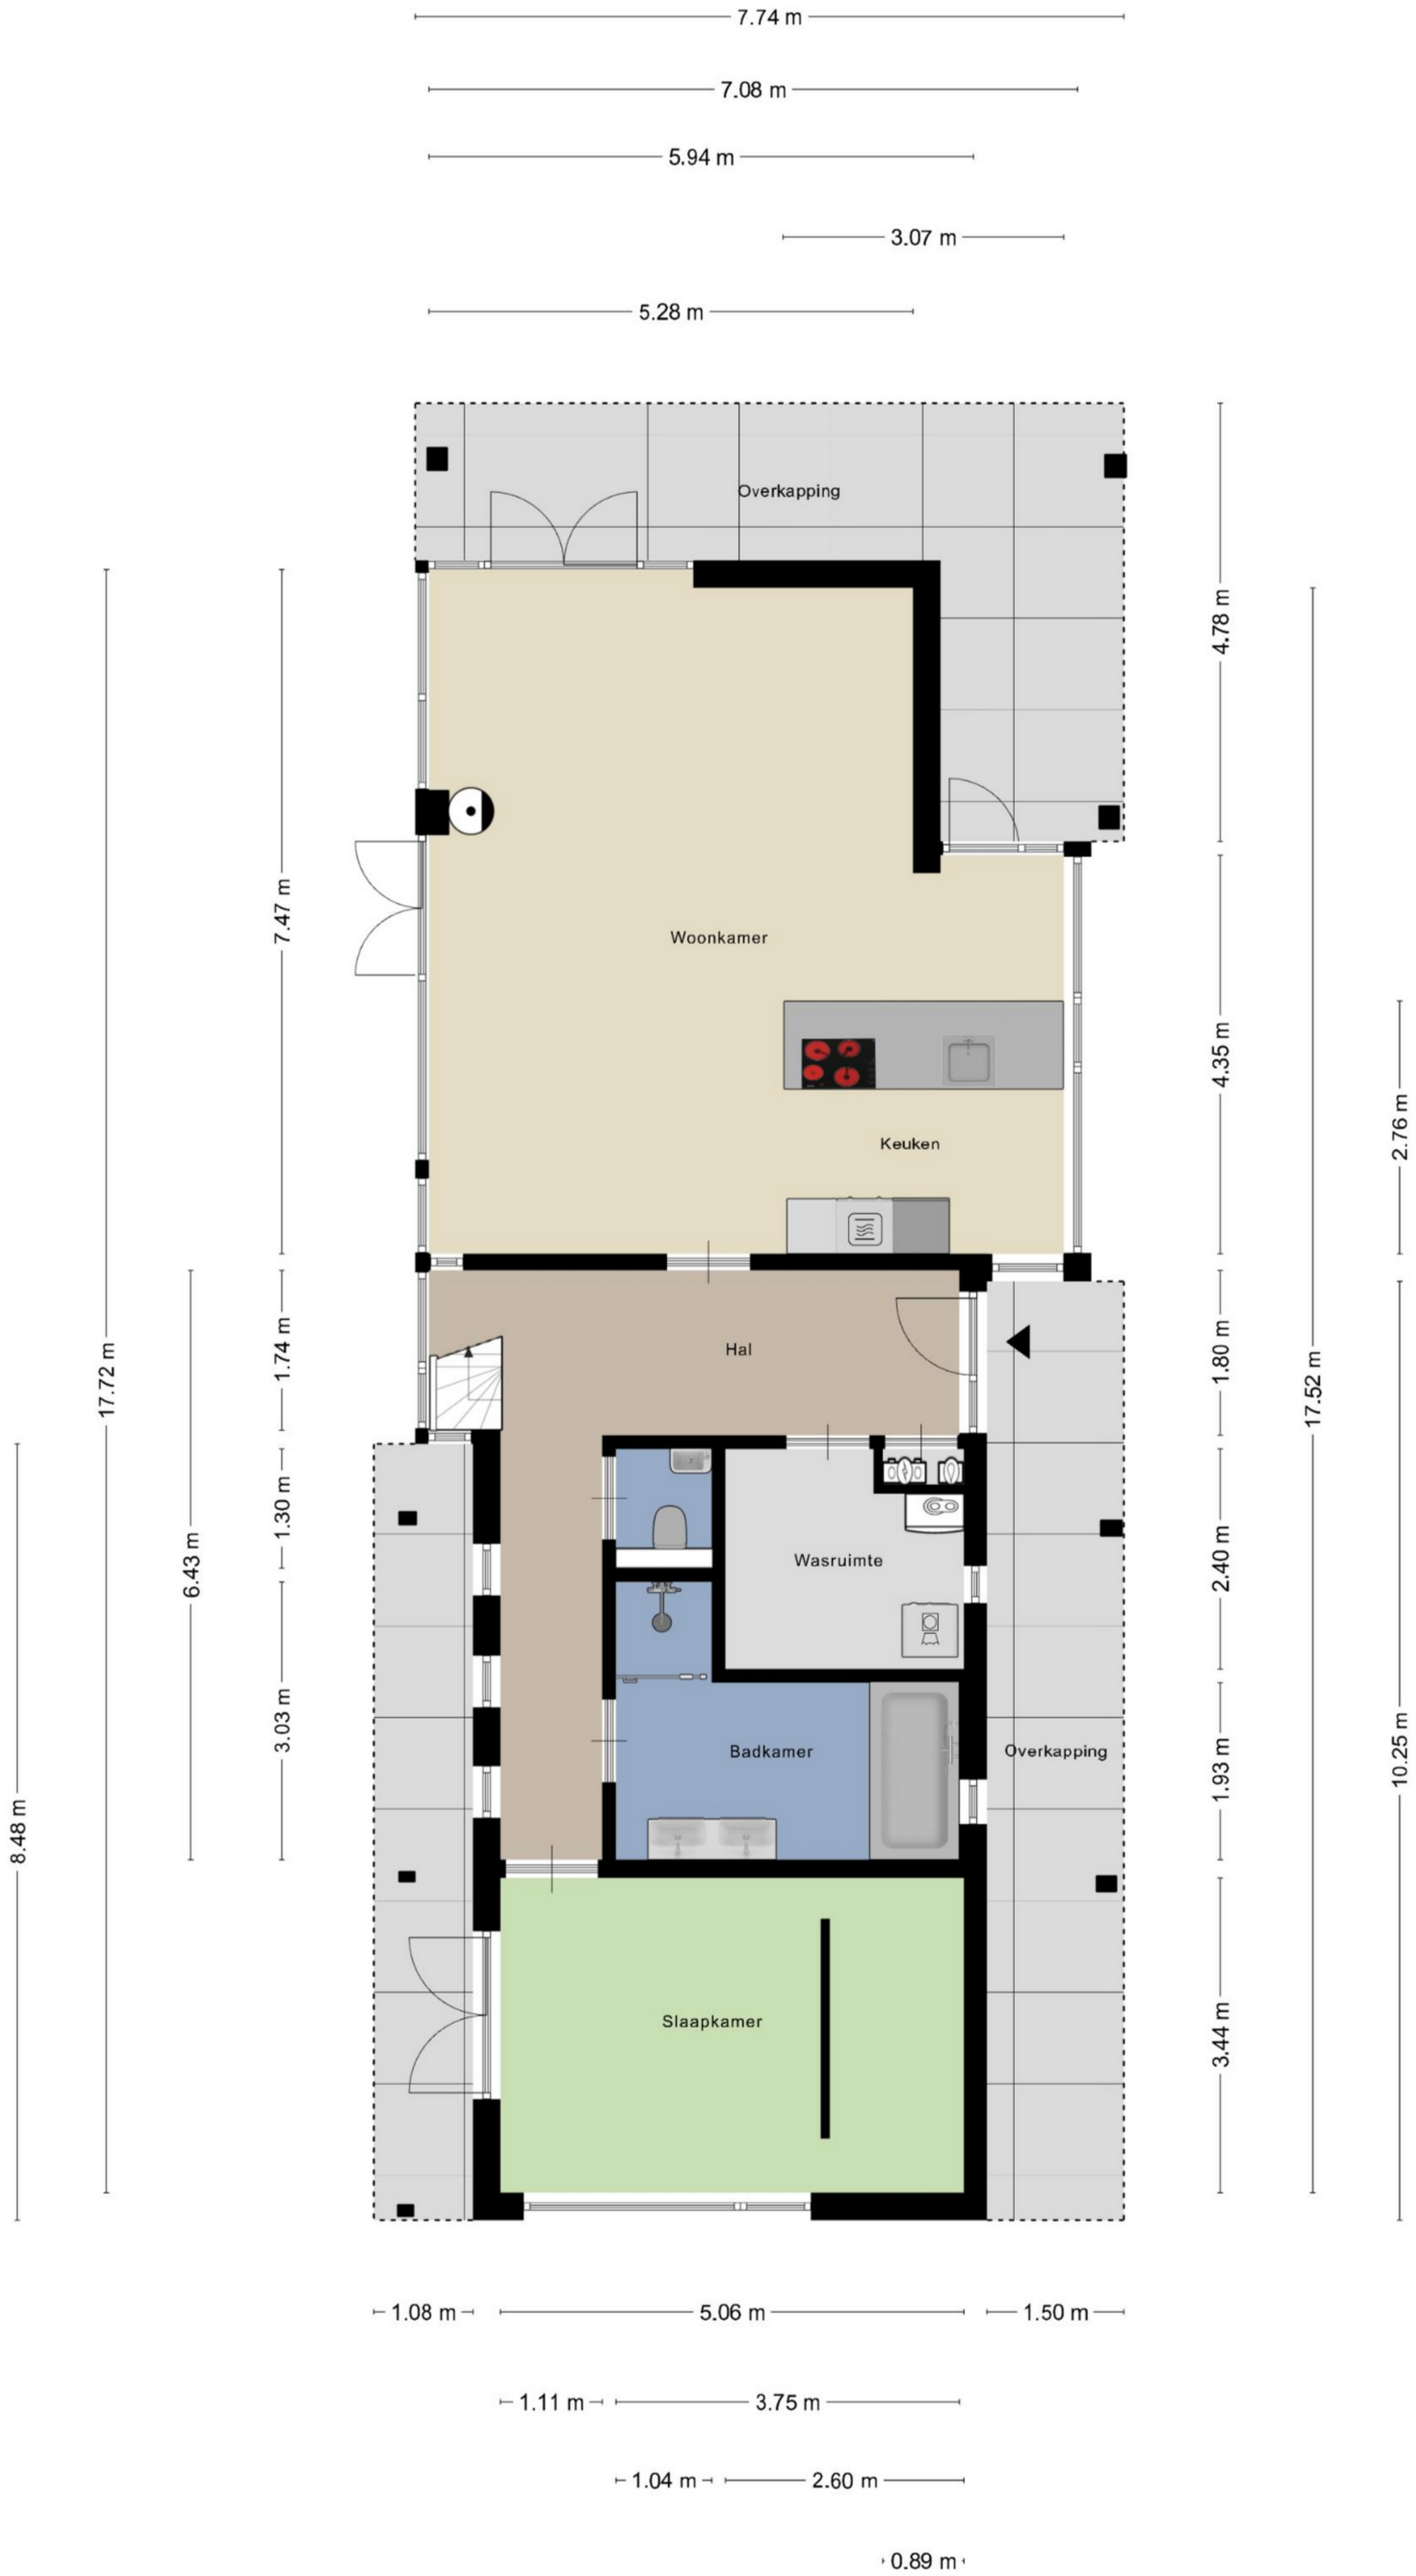 7.74 m
7.08 m
5.94 m
3.07 m
5.28 m
Overkapping
4.78 m
7.47 m
Woonkamer
4.35 m
2.76 m
Keuken
17.72 m
1.74 m
Hal
1.80 m
17.52 m
1.30 m
6.43 m
Wasruimte
2.40 m
3.03 m
Badkamer
Overkapping
1.93 m
10.25 m
8.48 m
Slaapkamer
3.44 m
1.08 m
5.06 m
1.50 m
1.11 m
3.75 m
1.04 m
2.60 m
0.89 m